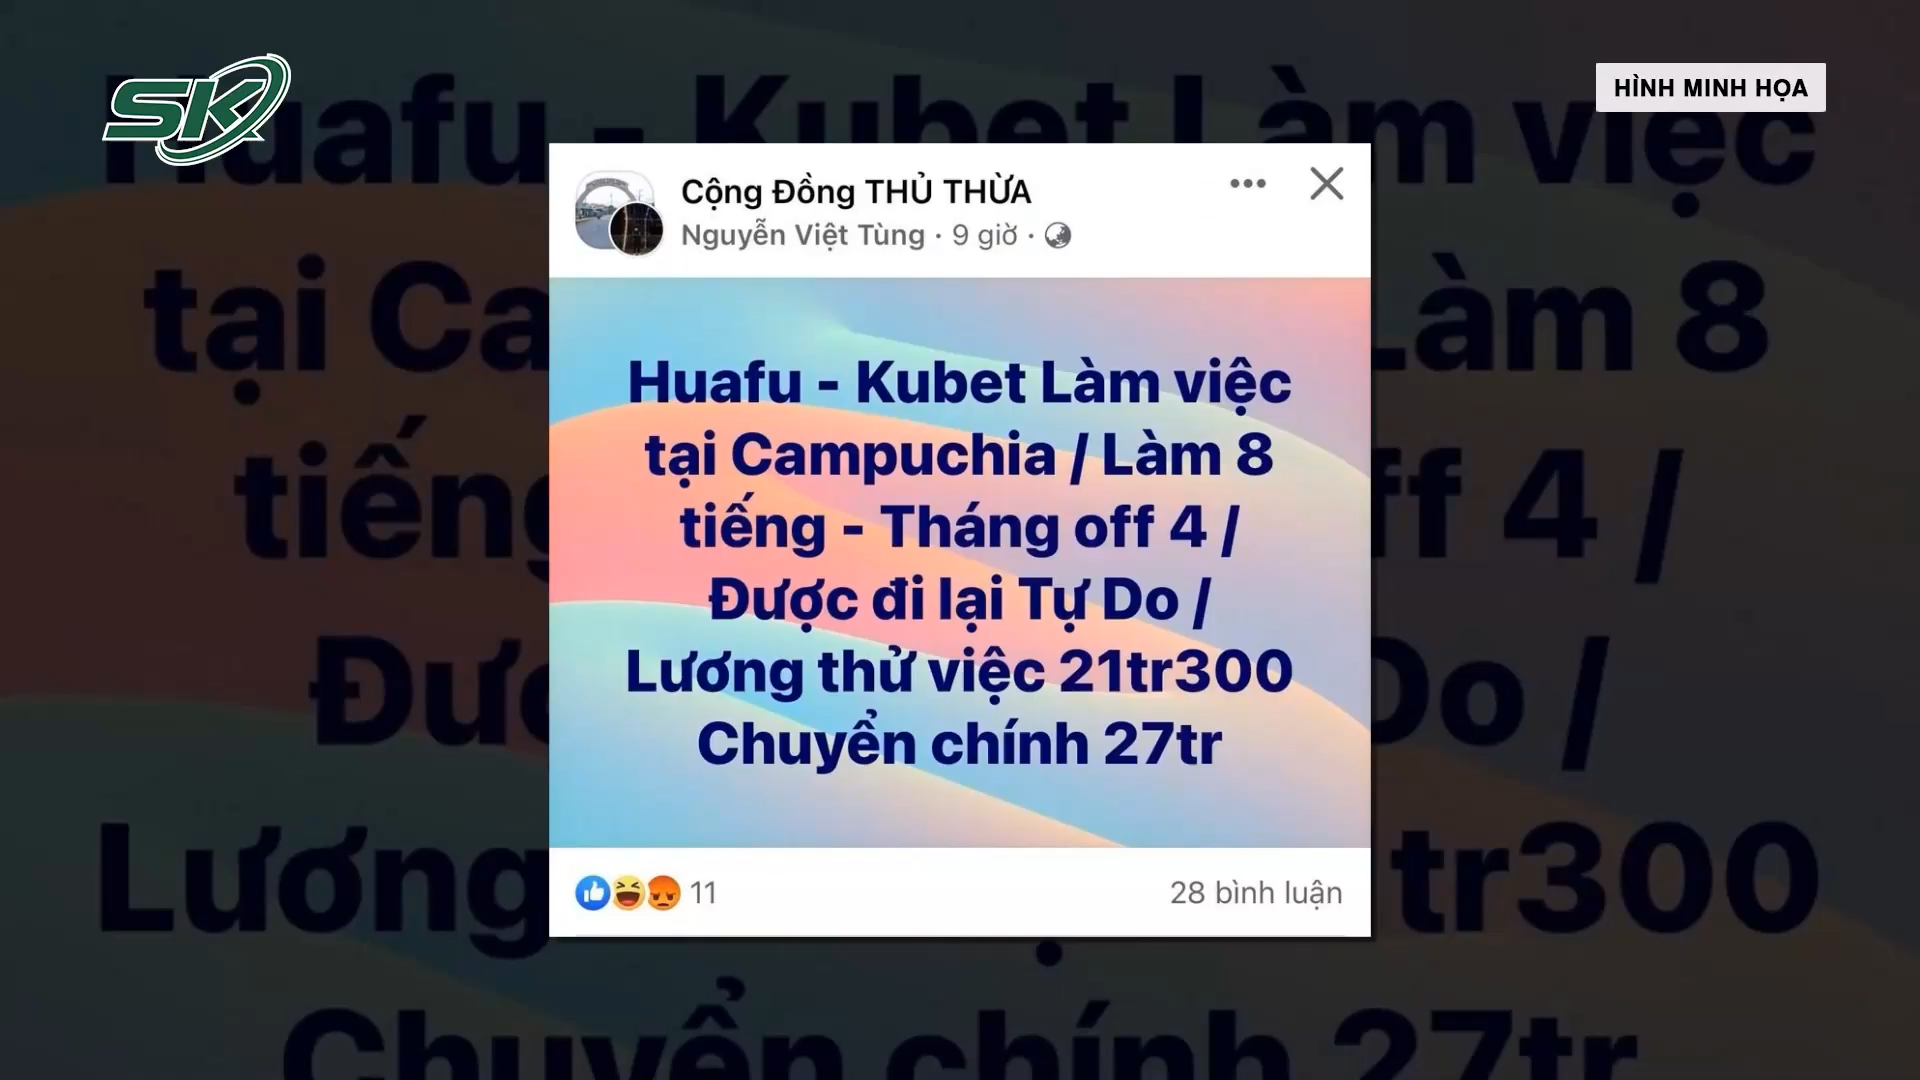 SK
HÌNH MINH HỌA
Cộng Đồng THỦ THỪA
Nguyễn Việt Tùng · 9 giờ ·
Huafu - Kubet Làm việc
tại Campuchia / Làm 8
tiếng - Tháng off 4 /
Được đi lại Tự Do /
Lương thử việc 21tr300
Chuyển chính 27tr
11
28 bình luận